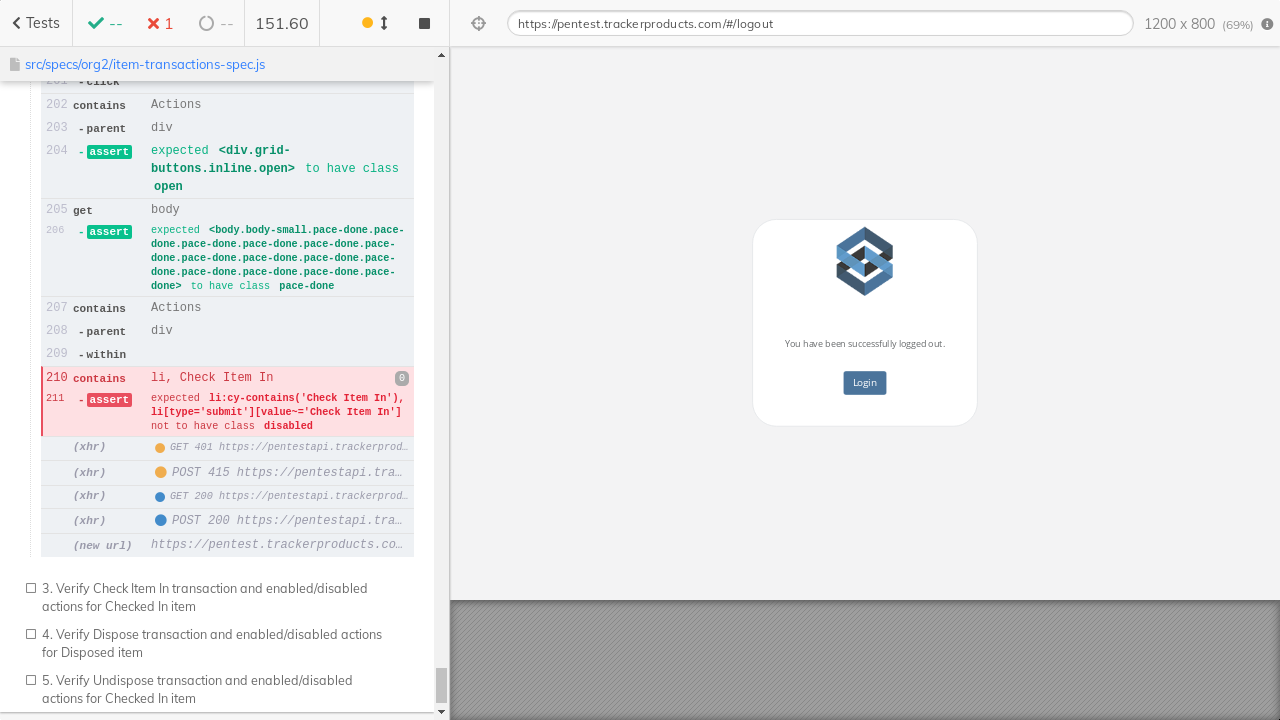 Tests
--
1
--
151.60
https://pentest.trackerproducts.com/#/logout
1200 x 800 (69%)
src/specs/org2/item-transactions-spec.js
201 - click
202 contains Actions
203 - parent div
204 - assert expected <div.grid-
buttons.inline.open> to have class
open
205 get body
206 - assert expected <body.body-small.pace-done.pace-
done.pace-done.pace-done.pace-done.pace-
done.pace-done.pace-done.pace-done.pace-
done.pace-done.pace-done.pace-done.pace-
done> to have class pace-done
207 contains Actions
208 - parent div
209 - within
210 contains li, Check Item In 0
211 - assert expected li:cy-contains('Check Item In'),
li[type='submit'][value~='Check Item In']
not to have class disabled
(xhr) GET 401 https://pentestapi.trackerprod…
(xhr) POST 415 https://pentestapi.tra…
(xhr) GET 200 https://pentestapi.trackerprod…
(xhr) POST 200 https://pentestapi.tra…
(new url) https://pentest.trackerproducts.co…
3. Verify Check Item In transaction and enabled/disabled
actions for Checked In item
4. Verify Dispose transaction and enabled/disabled actions
for Disposed item
5. Verify Undispose transaction and enabled/disabled
actions for Checked In item
You have been successfully logged out.
Login